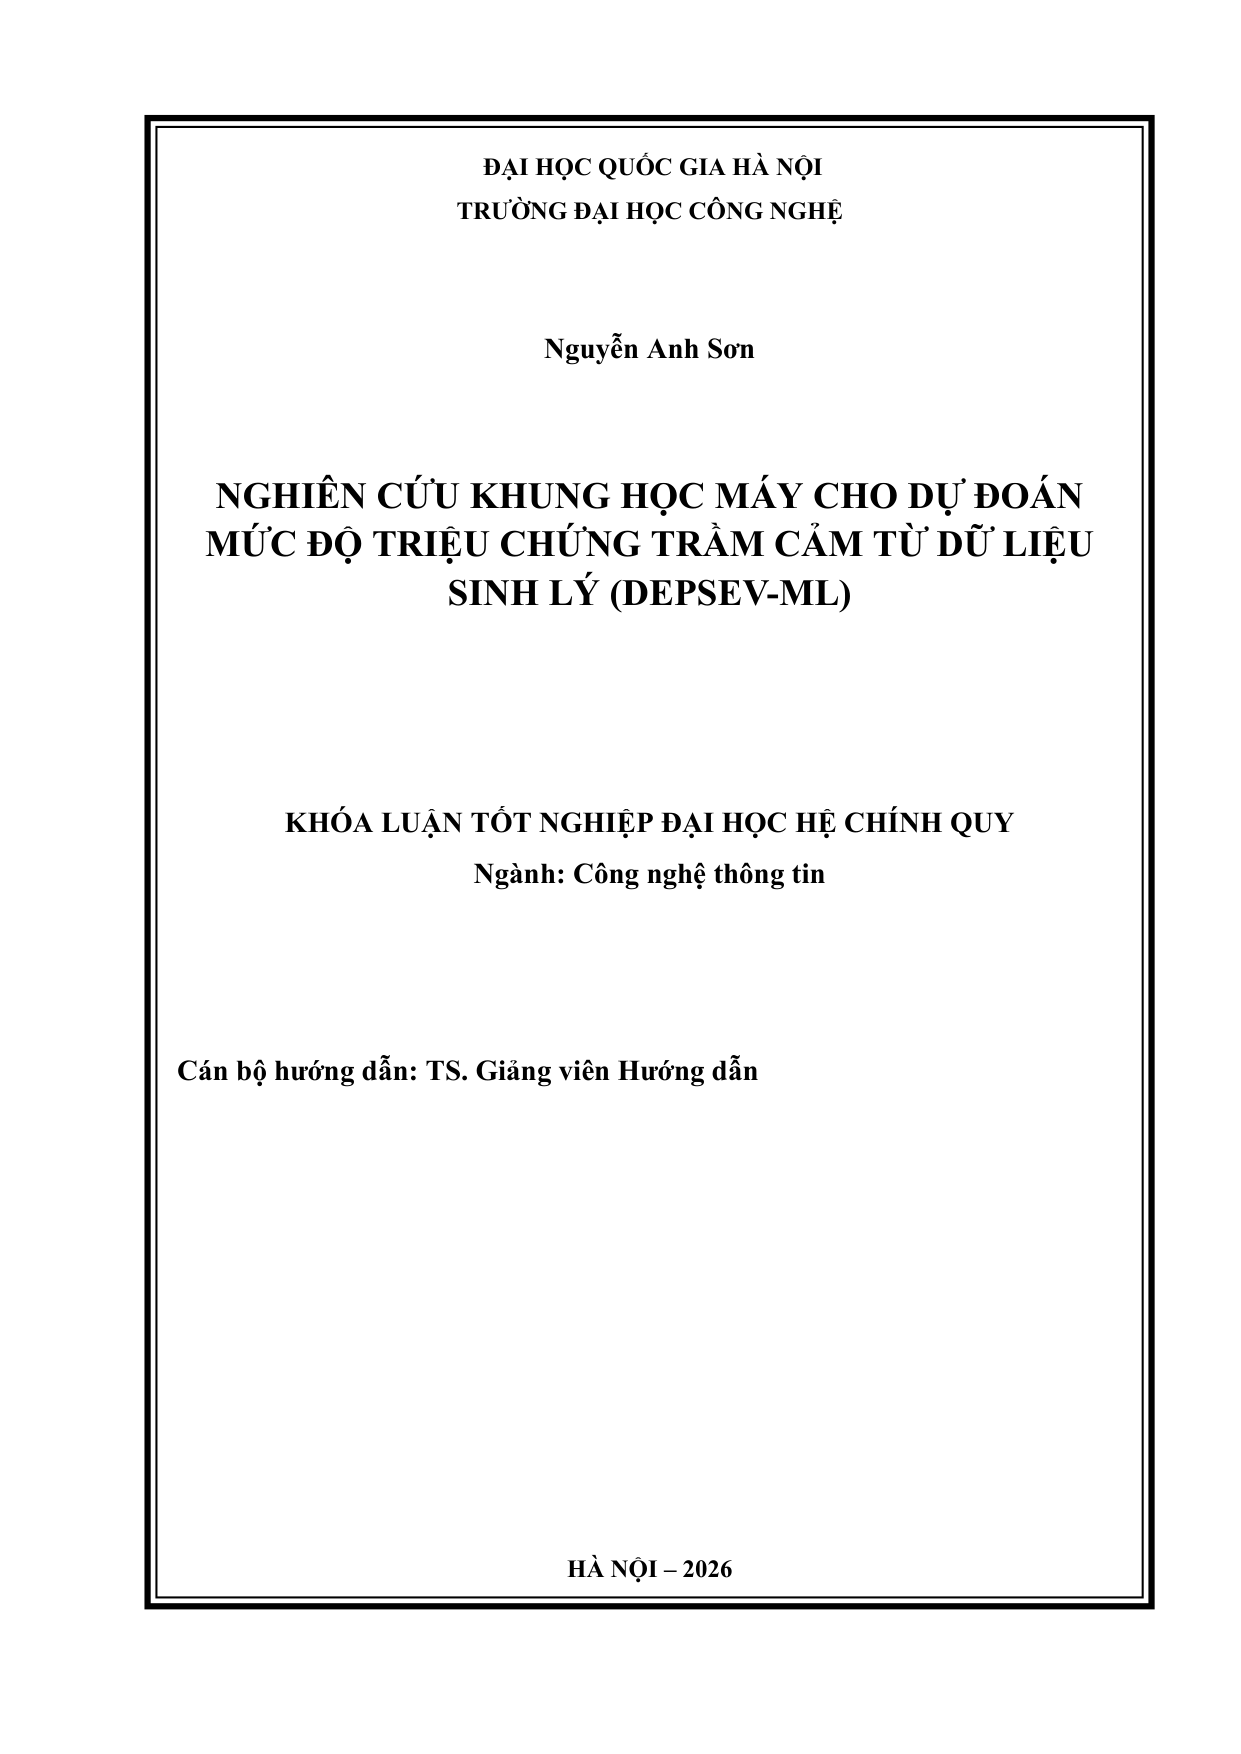 ĐẠI HỌC QUỐC GIA HÀ NỘI
TRƯỜNG ĐẠI HỌC CÔNG NGHỆ
Nguyễn Anh Sơn
NGHIÊN CỨU KHUNG HỌC MÁY CHO DỰ ĐOÁN
MỨC ĐỘ TRIỆU CHỨNG TRẦM CẢM TỪ DỮ LIỆU
SINH LÝ (DEPSEV-ML)
KHÓA LUẬN TỐT NGHIỆP ĐẠI HỌC HỆ CHÍNH QUY
Ngành: Công nghệ thông tin
Cán bộ hướng dẫn: TS. Giảng viên Hướng dẫn
HÀ NỘI – 2026